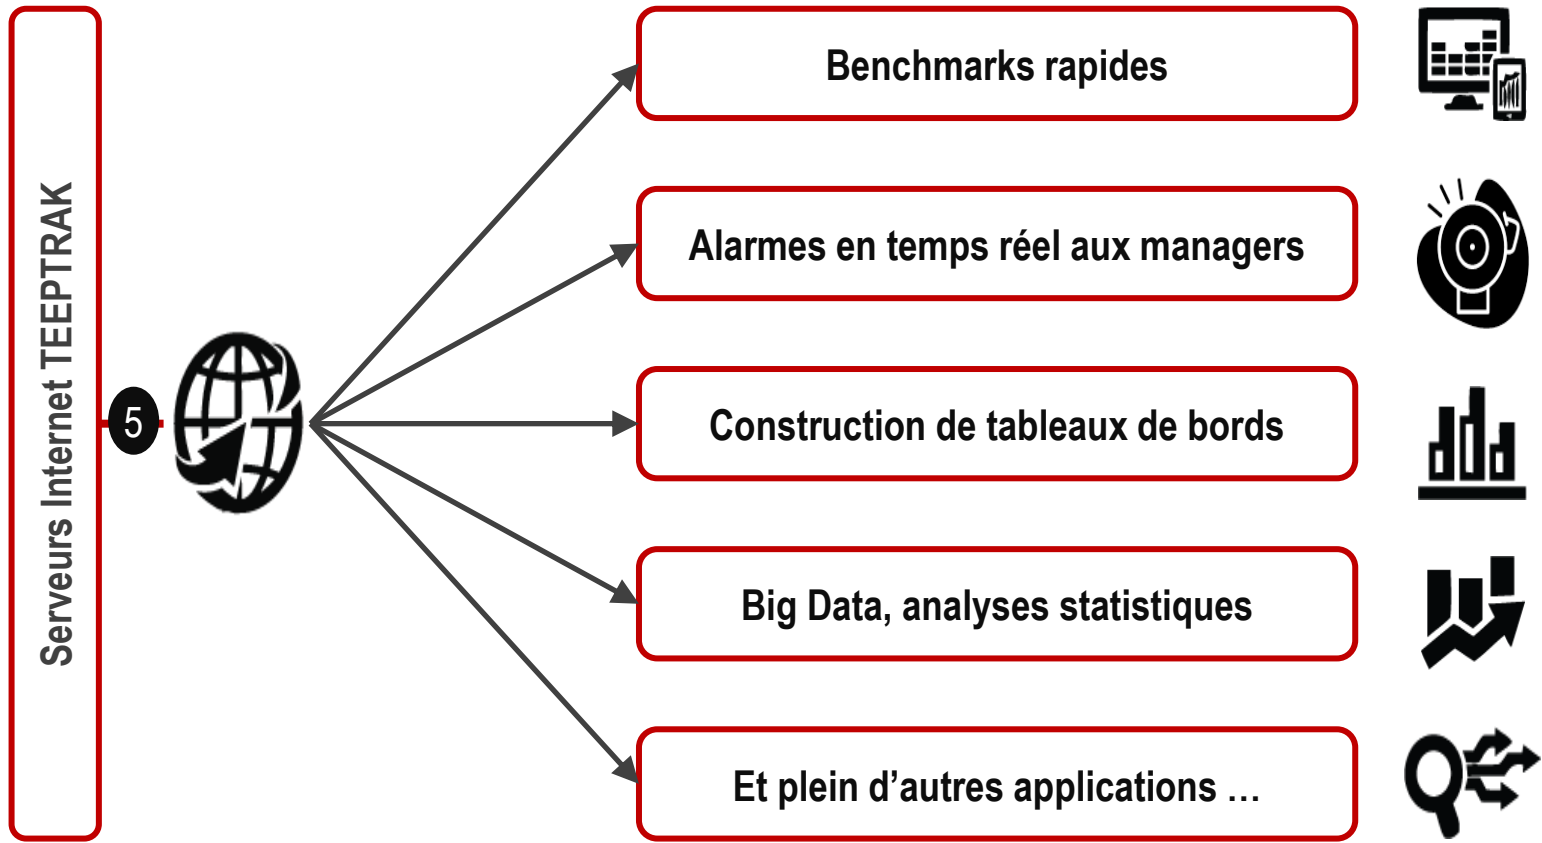 Serveurs Internet TEEPTRAK
5
Benchmarks rapides
Alarmes en temps réel aux managers
Construction de tableaux de bords
Big Data, analyses statistiques
Et plein d’autres applications …